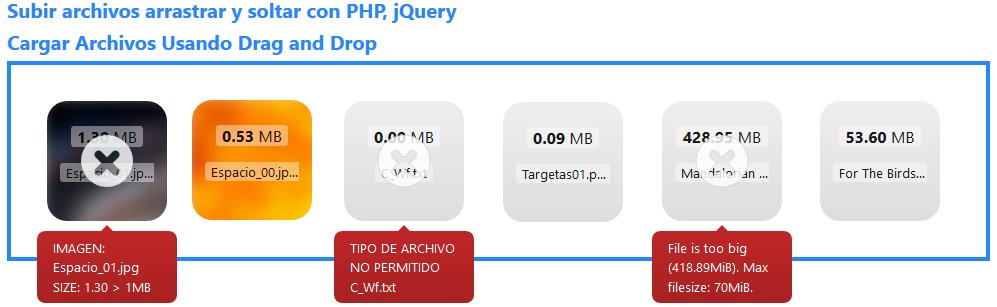 Subir archivos arrastrar y soltar con PHP, jQuery
Cargar Archivos Usando Drag and Drop
1.30 MB
0.53 MB
0.00 MB
0.09 MB
428.95 MB
53.60 MB
Espacio_01.jp...
Espacio_00.jp...
C_Wf.txt
Targetas01.p...
Mandalorian ...
For The Birds...
IMAGEN:
Espacio_01.jpg
SIZE: 1.30 > 1MB
TIPO DE ARCHIVO
NO PERMITIDO
C_Wf.txt
File is too big
(418.89MiB). Max
filesize: 70MiB.